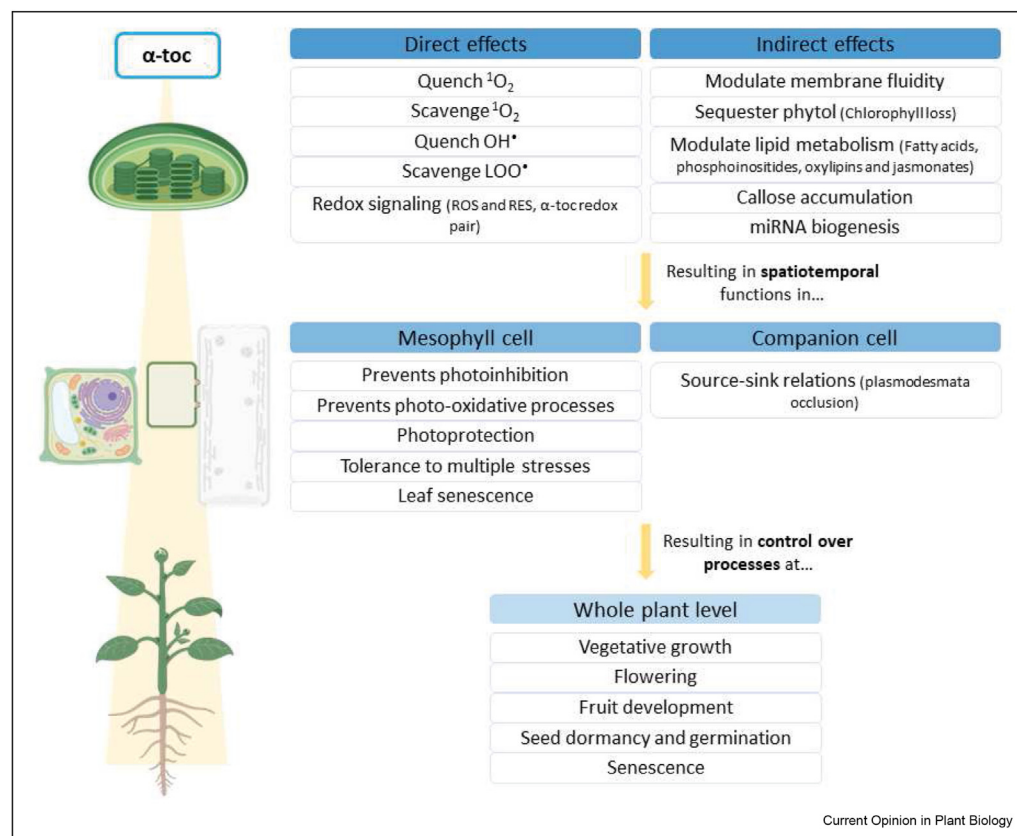 α-toc
Direct effects
Quench ¹O₂
Scavenge ¹O₂
Quench OH•
Scavenge LOO•
Redox signaling (ROS and RES, α-toc redox
pair)
Indirect effects
Modulate membrane fluidity
Sequester phytol (Chlorophyll loss)
Modulate lipid metabolism (Fatty acids,
phosphoinositides, oxylipins and jasmonates)
Callose accumulation
miRNA biogenesis
Resulting in spatiotemporal
functions in...
Mesophyll cell
Prevents photoinhibition
Prevents photo-oxidative processes
Photoprotection
Tolerance to multiple stresses
Leaf senescence
Companion cell
Source-sink relations (plasmodesmata
occlusion)
Resulting in control over
processes at...
Whole plant level
Vegetative growth
Flowering
Fruit development
Seed dormancy and germination
Senescence
Current Opinion in Plant Biology